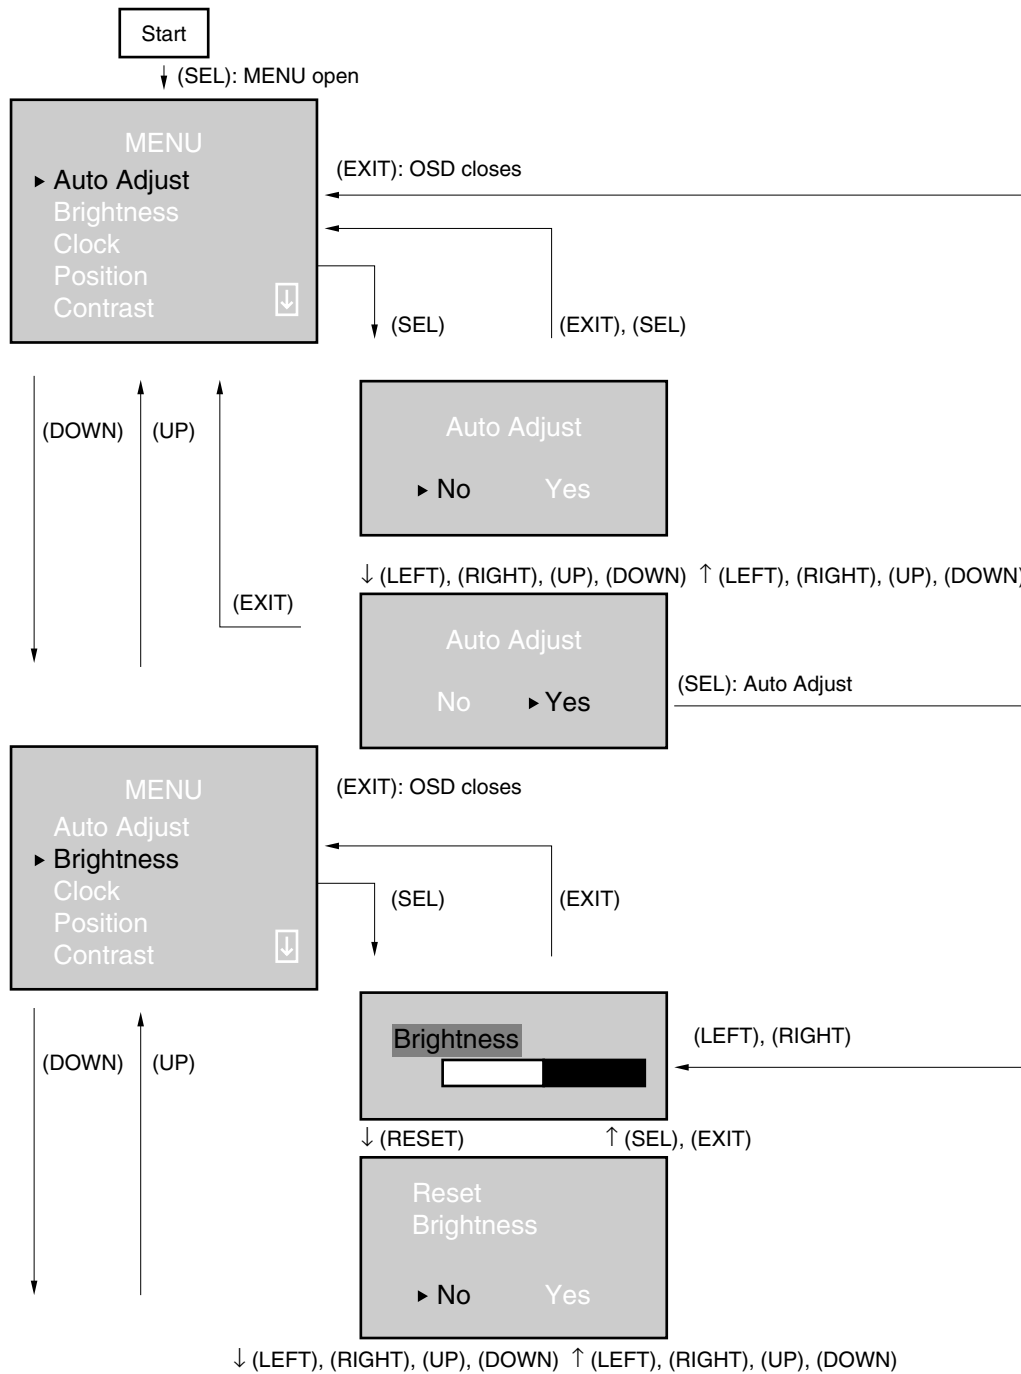 Start
↓ (SEL): MENU open
MENU
▸ Auto Adjust
Brightness
Clock
Position
Contrast ↓
(EXIT): OSD closes
(SEL)
(EXIT), (SEL)
(DOWN)
(UP)
(EXIT)
Auto Adjust
▸ No Yes
↓ (LEFT), (RIGHT), (UP), (DOWN) ↑ (LEFT), (RIGHT), (UP), (DOWN)
Auto Adjust
No ▸ Yes
(SEL): Auto Adjust
MENU
Auto Adjust
▸ Brightness
Clock
Position
Contrast ↓
(EXIT): OSD closes
(SEL)
(EXIT)
(DOWN)
(UP)
Brightness
(LEFT), (RIGHT)
↓ (RESET) ↑ (SEL), (EXIT)
Reset
Brightness
▸ No Yes
↓ (LEFT), (RIGHT), (UP), (DOWN) ↑ (LEFT), (RIGHT), (UP), (DOWN)